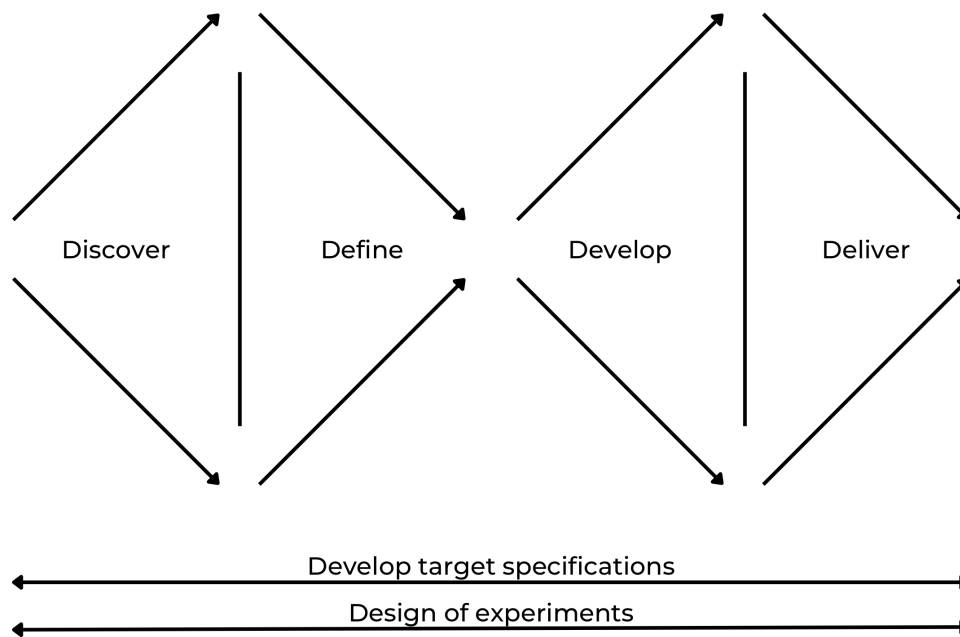 Discover
Define
Develop
Deliver
Develop target specifications
Design of experiments